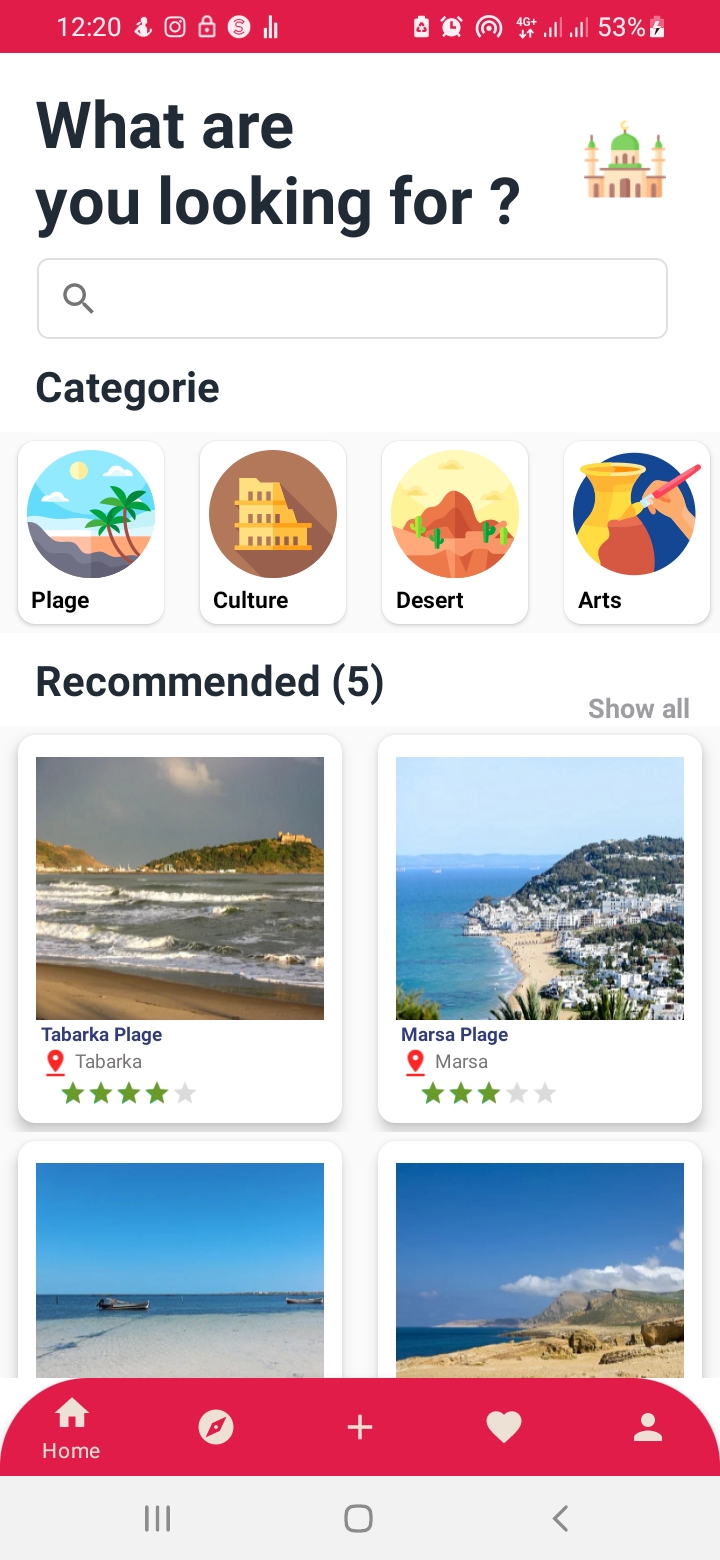 12:20
4G+ 53%
What are
you looking for ?
Categorie
Plage
Culture
Desert
Arts
Recommended (5)
Show all
Tabarka Plage
Tabarka
Marsa Plage
Marsa
Home